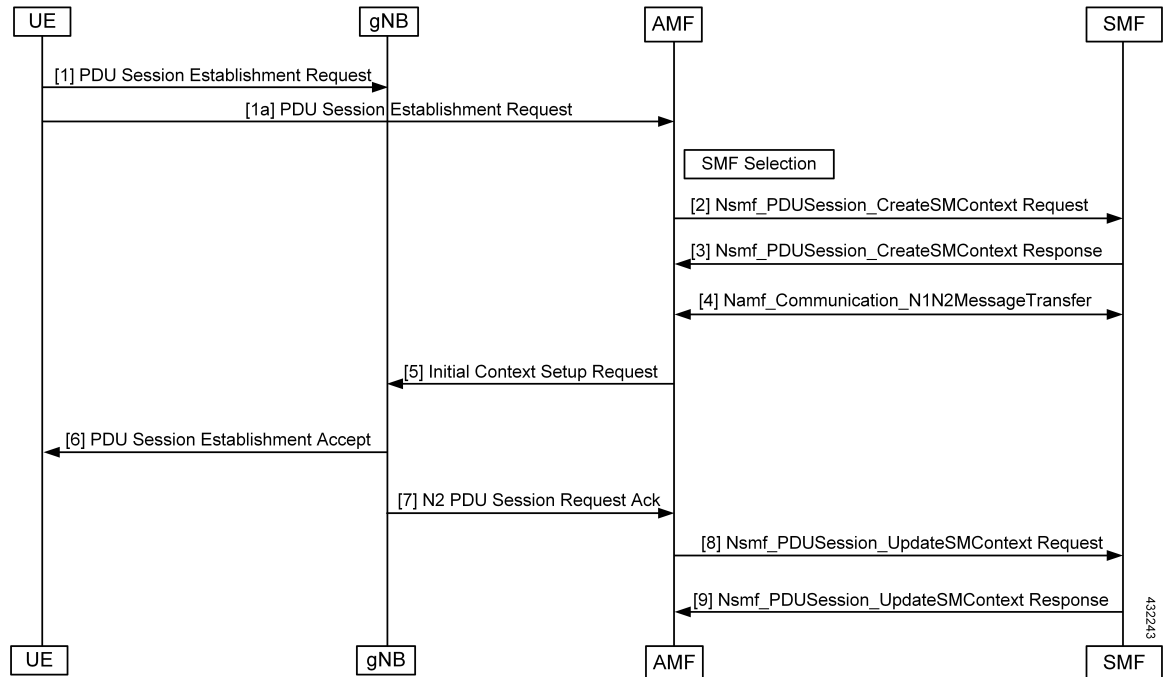 UE
gNB
AMF
SMF
[1] PDU Session Establishment Request
[1a] PDU Session Establishment Request
SMF Selection
[2] Nsmf_PDUSession_CreateSMContext Request
[3] Nsmf_PDUSession_CreateSMContext Response
[4] Namf_Communication_N1N2MessageTransfer
[5] Initial Context Setup Request
[6] PDU Session Establishment Accept
[7] N2 PDU Session Request Ack
[8] Nsmf_PDUSession_UpdateSMContext Request
[9] Nsmf_PDUSession_UpdateSMContext Response
432243
UE
gNB
AMF
SMF